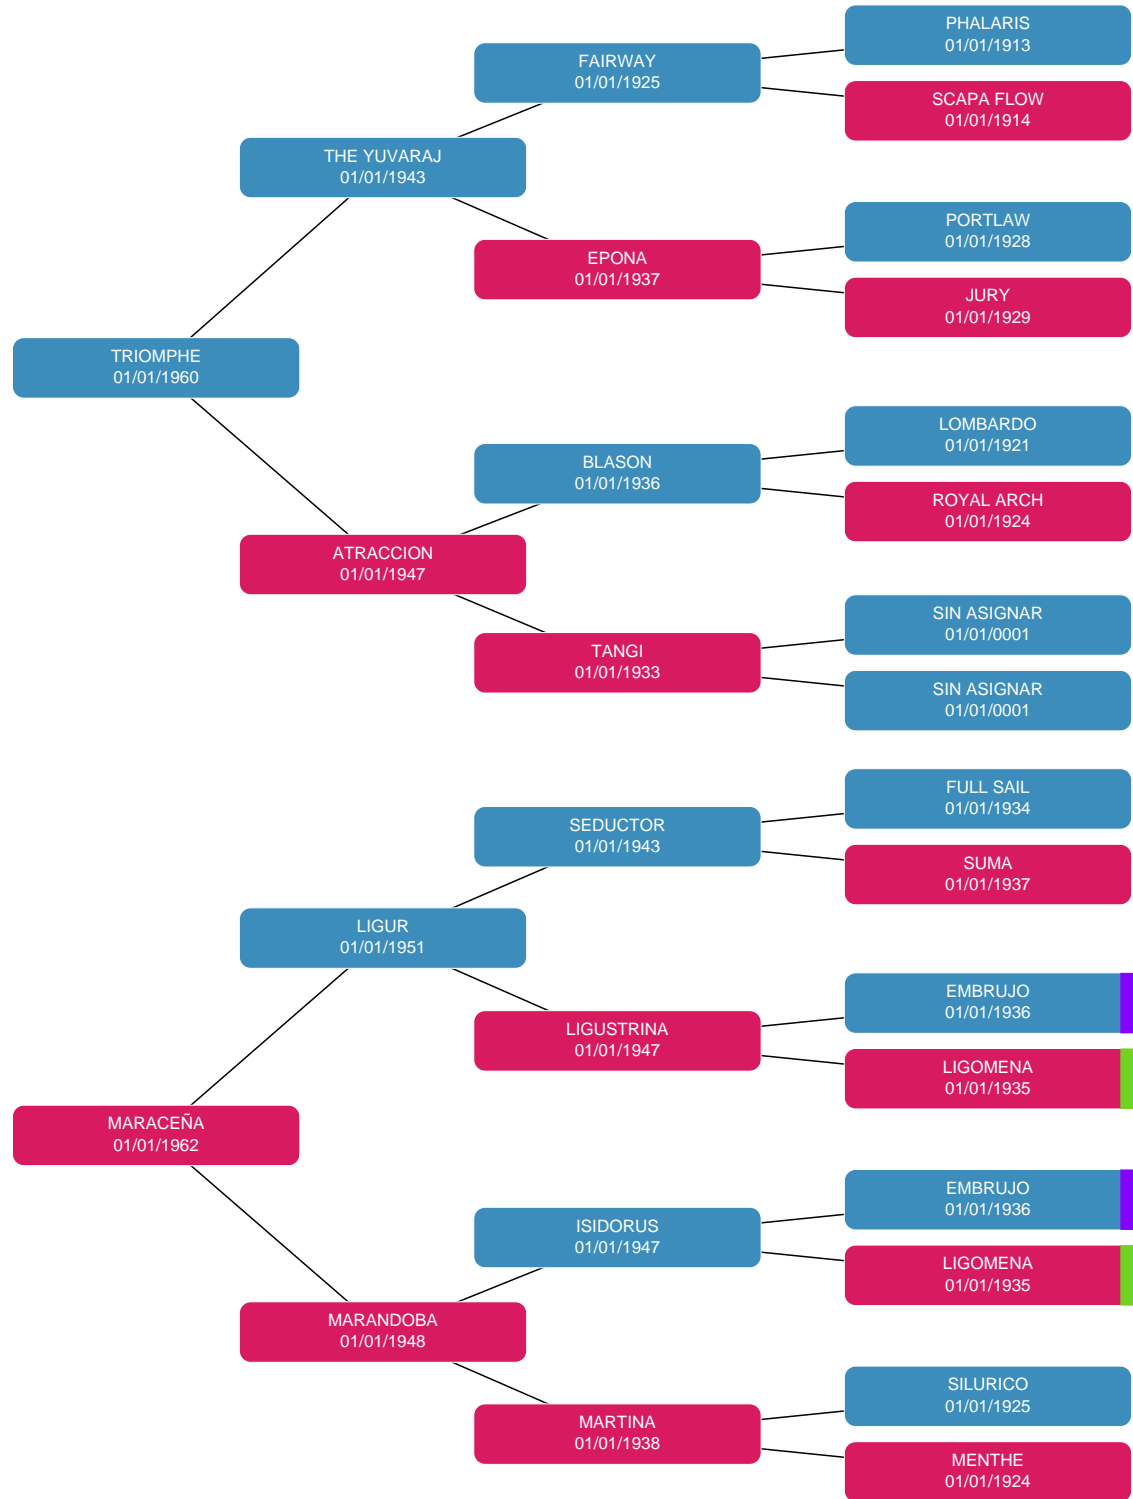 PHALARIS
01/01/1913
FAIRWAY
01/01/1925
SCAPA FLOW
01/01/1914
THE YUVARAJ
01/01/1943
PORTLAW
01/01/1928
EPONA
01/01/1937
JURY
01/01/1929
TRIOMPHE
01/01/1960
LOMBARDO
01/01/1921
BLASON
01/01/1936
ROYAL ARCH
01/01/1924
ATRACCION
01/01/1947
SIN ASIGNAR
01/01/0001
TANGI
01/01/1933
SIN ASIGNAR
01/01/0001
FULL SAIL
01/01/1934
SEDUCTOR
01/01/1943
SUMA
01/01/1937
LIGUR
01/01/1951
EMBRUJO
01/01/1936
LIGUSTRINA
01/01/1947
LIGOMENA
01/01/1935
MARACEÑA
01/01/1962
EMBRUJO
01/01/1936
ISIDORUS
01/01/1947
LIGOMENA
01/01/1935
MARANDOBA
01/01/1948
SILURICO
01/01/1925
MARTINA
01/01/1938
MENTHE
01/01/1924